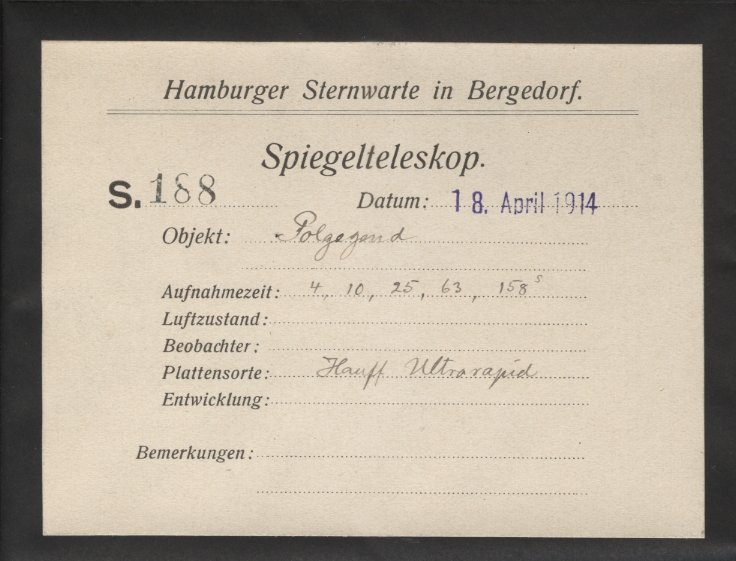 Hamburger Sternwarte in Bergedorf.
Spiegelteleskop.
S. 188 Datum: 18. April 1914
Objekt: Polgegend
Aufnahmezeit: 4, 10, 25, 63, 158 s
Luftzustand:
Beobachter:
Plattensorte: Hauff Ultrarapid
Entwicklung:
Bemerkungen: